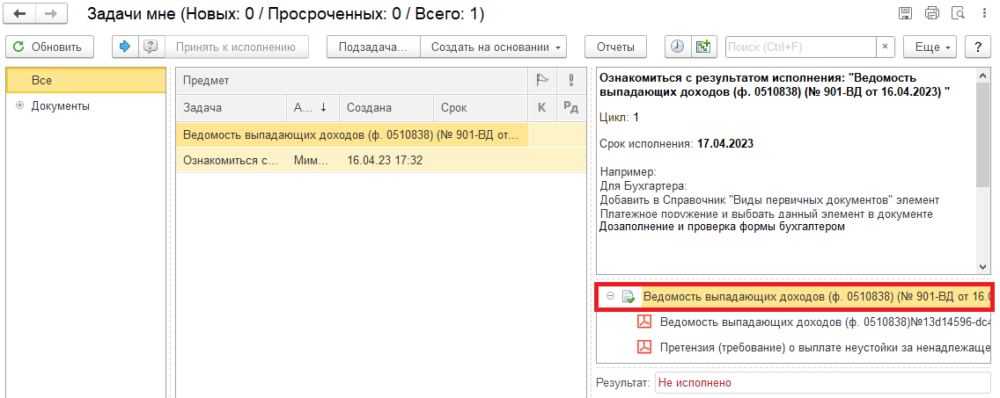 Задачи мне (Новых: 0 / Просроченных: 0 / Всего: 1)
Обновить
Принять к исполнению
Подзадача...
Создать на основании
Отчеты
Поиск (Ctrl+F)
×
Еще
?
Все
Документы
Предмет
Задача
А...
↓
Создана
Срок
К
РД
Ведомость выпадающих доходов (ф. 0510838) (№ 901-ВД от...
Ознакомиться с...
Мим...
16.04.23 17:32
Ознакомиться с результатом исполнения: "Ведомость
выпадающих доходов (ф. 0510838) (№ 901-ВД от 16.04.2023) "
Цикл: 1
Срок исполнения: 17.04.2023
Например:
Для Бухгартера:
Добавить в Справочник "Виды первичных документов" элемент
Платежное поружение и выбрать данный элемент в документе
Дозаполнение и проверка формы бухгалтером
Ведомость выпадающих доходов (ф. 0510838) (№ 901-ВД от 16.0
Ведомость выпадающих доходов (ф. 0510838)№13d14596-dc4
Претензия (требование) о выплате неустойки за ненадлежаще
Результат:
Не исполнено